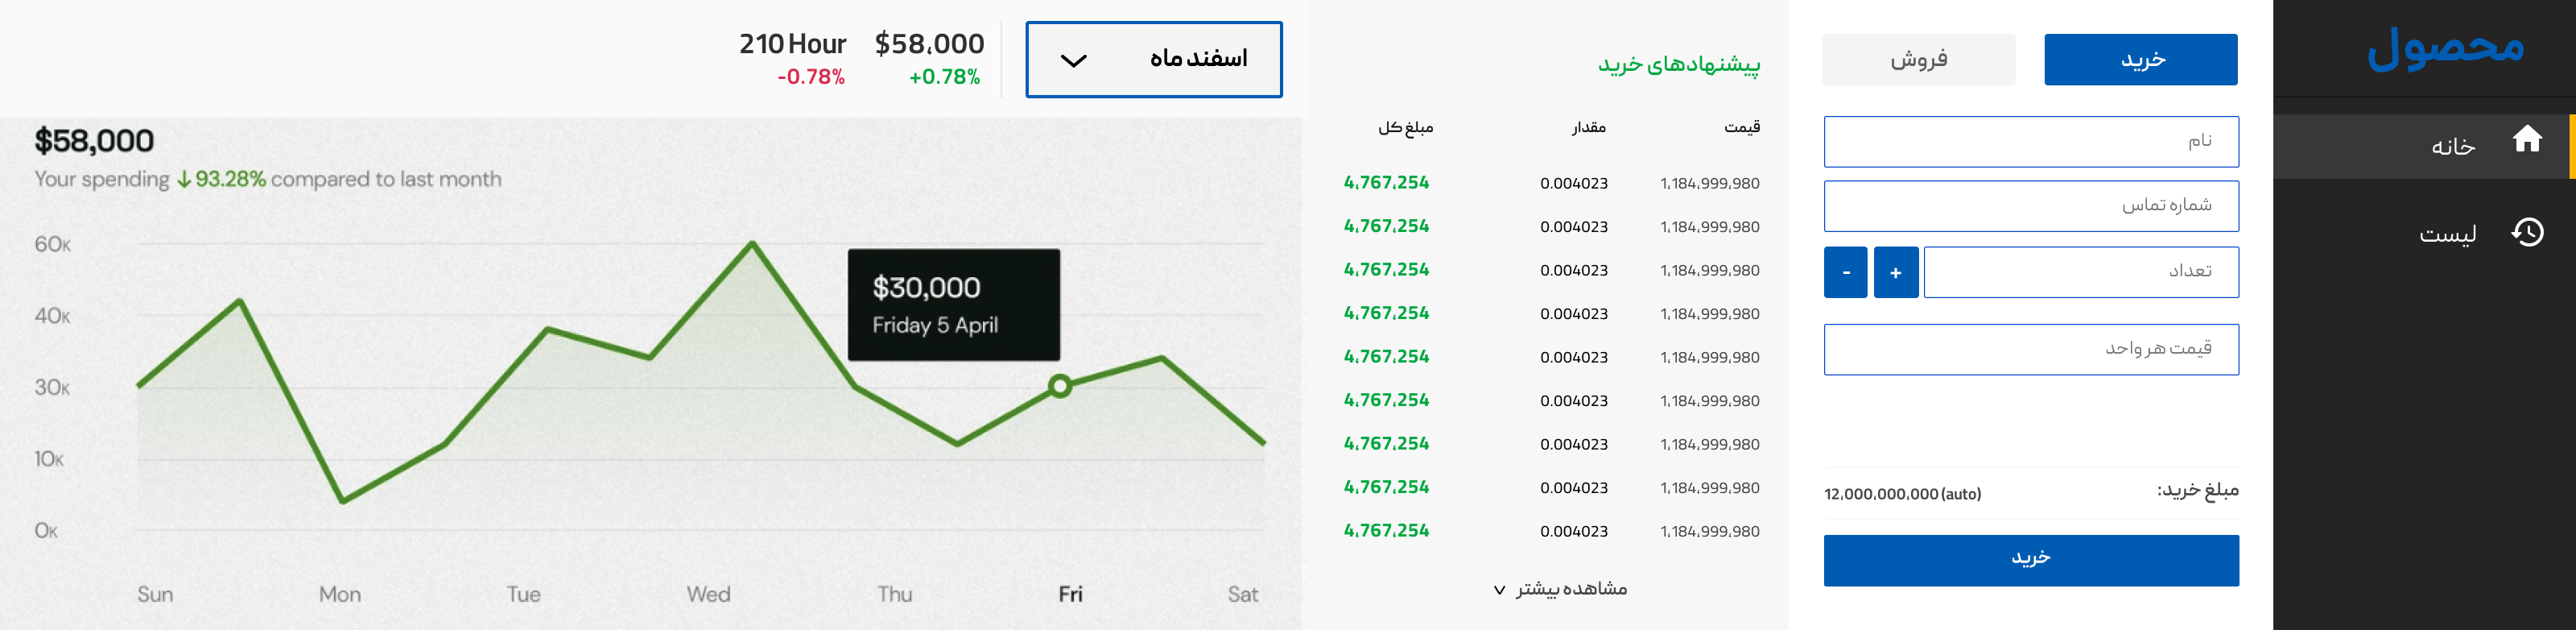 محصول
خانه
لیست
خرید
فروش
نام
شماره تماس
تعداد
+
-
قیمت هر واحد
مبلغ خرید:
12،000،000،000 (auto)
خرید
پیشنهادهای خرید
قیمت مقدار مبلغ کل
1,184,999,980 0.004023 4،767،254
1,184,999,980 0.004023 4،767،254
1,184,999,980 0.004023 4،767،254
1,184,999,980 0.004023 4،767،254
1,184,999,980 0.004023 4،767،254
1,184,999,980 0.004023 4،767،254
1,184,999,980 0.004023 4،767،254
1,184,999,980 0.004023 4،767،254
1,184,999,980 0.004023 4،767،254
مشاهده بیشتر
اسفند ماه
210 Hour $58،000
-0.78% +0.78%
$58,000
Your spending ↓ 93.28% compared to last month
60K
40K
30K
10K
0K
$30,000
Friday 5 April
Sun Mon Tue Wed Thu Fri Sat